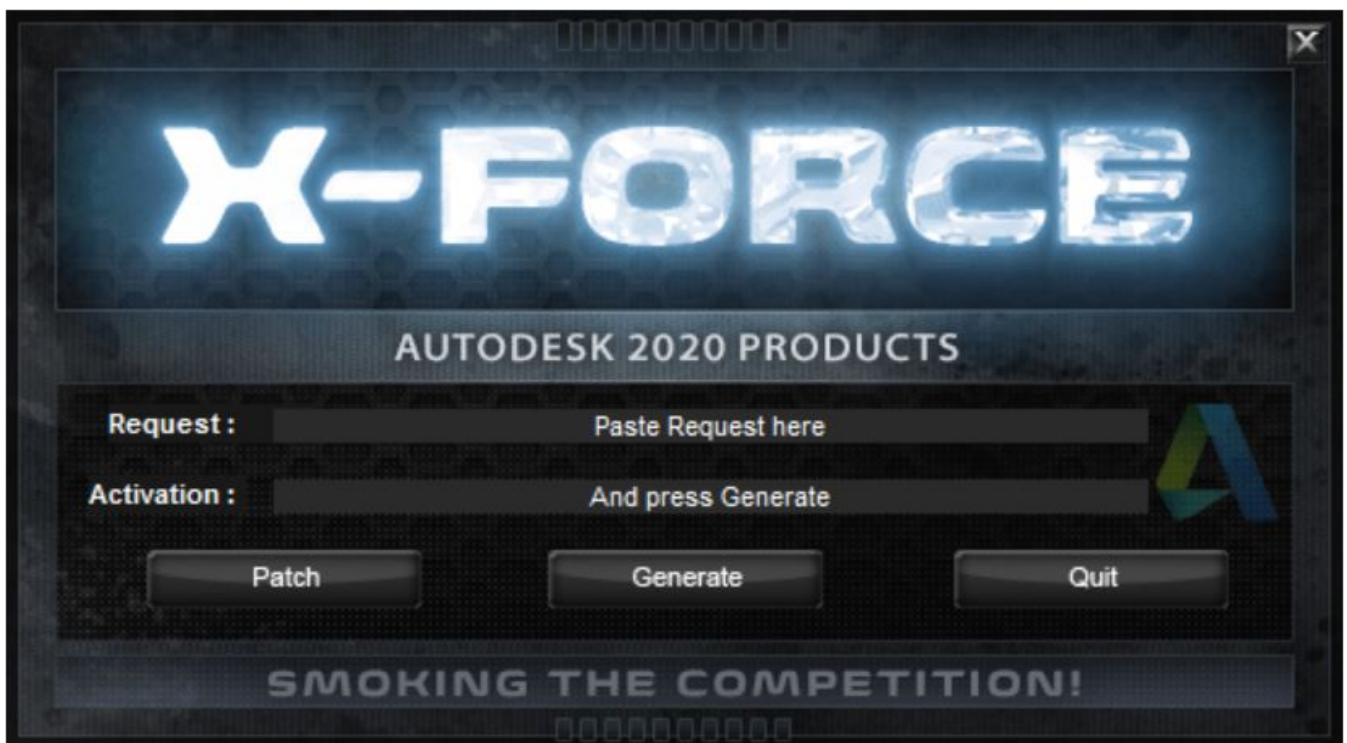 X-FORCE
AUTODESK 2020 PRODUCTS
Request : Paste Request here
Activation : And press Generate
Patch Generate Quit
SMOKING THE COMPETITION!